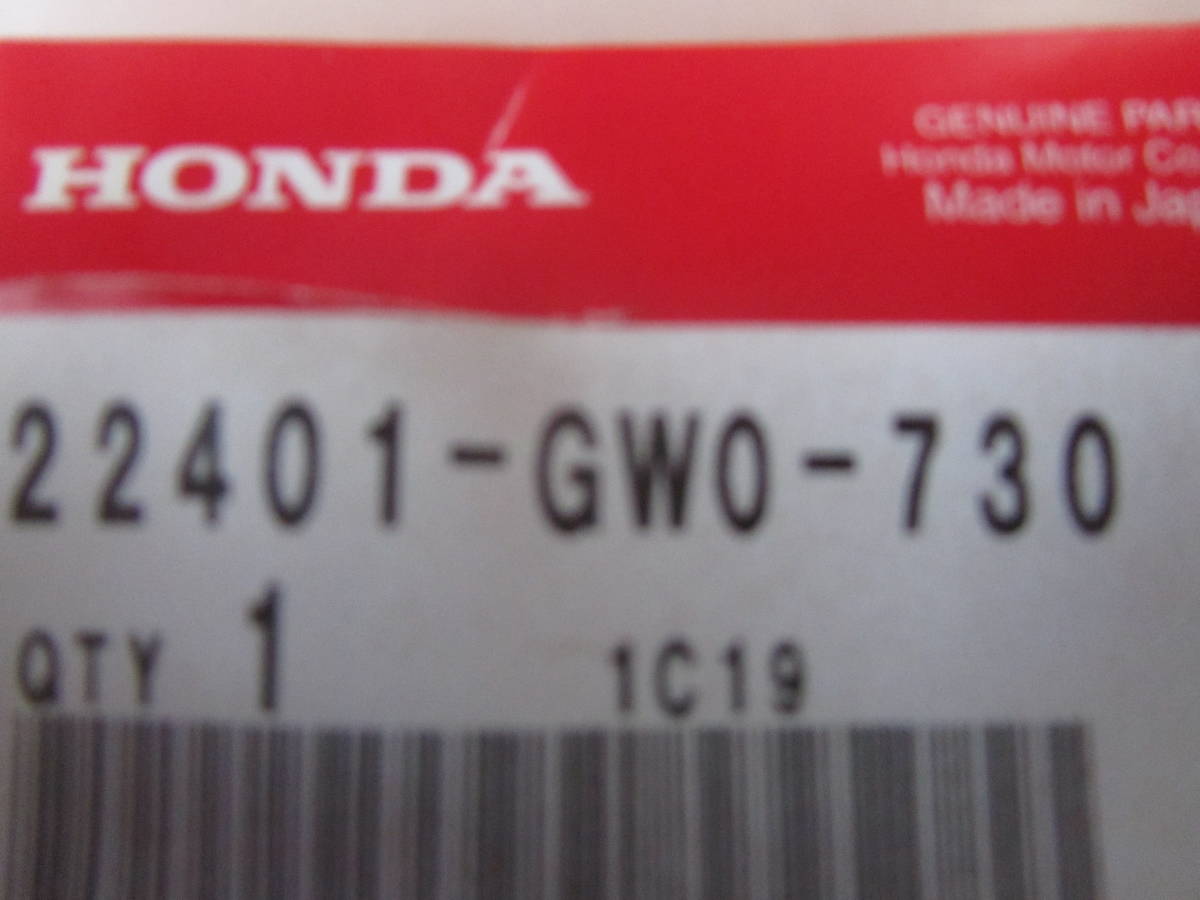 HONDA
GENUINE PAR
Honda Motor Co
Made in Jap
22401-GW0-730
QTY 1 1C19